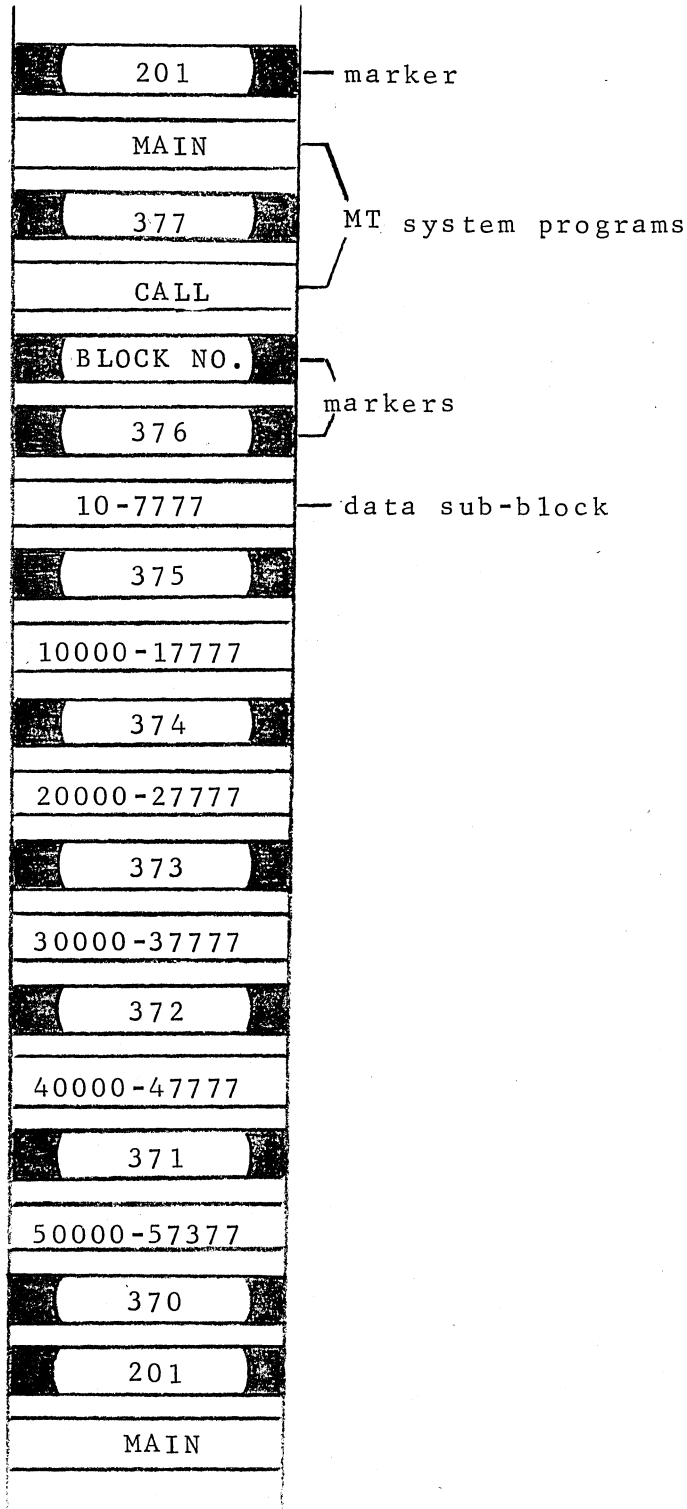 201
marker
MAIN
377
MT system programs
CALL
BLOCK NO.
markers
376
10-7777
data sub-block
375
10000-17777
374
20000-27777
373
30000-37777
372
40000-47777
371
50000-57377
370
201
MAIN